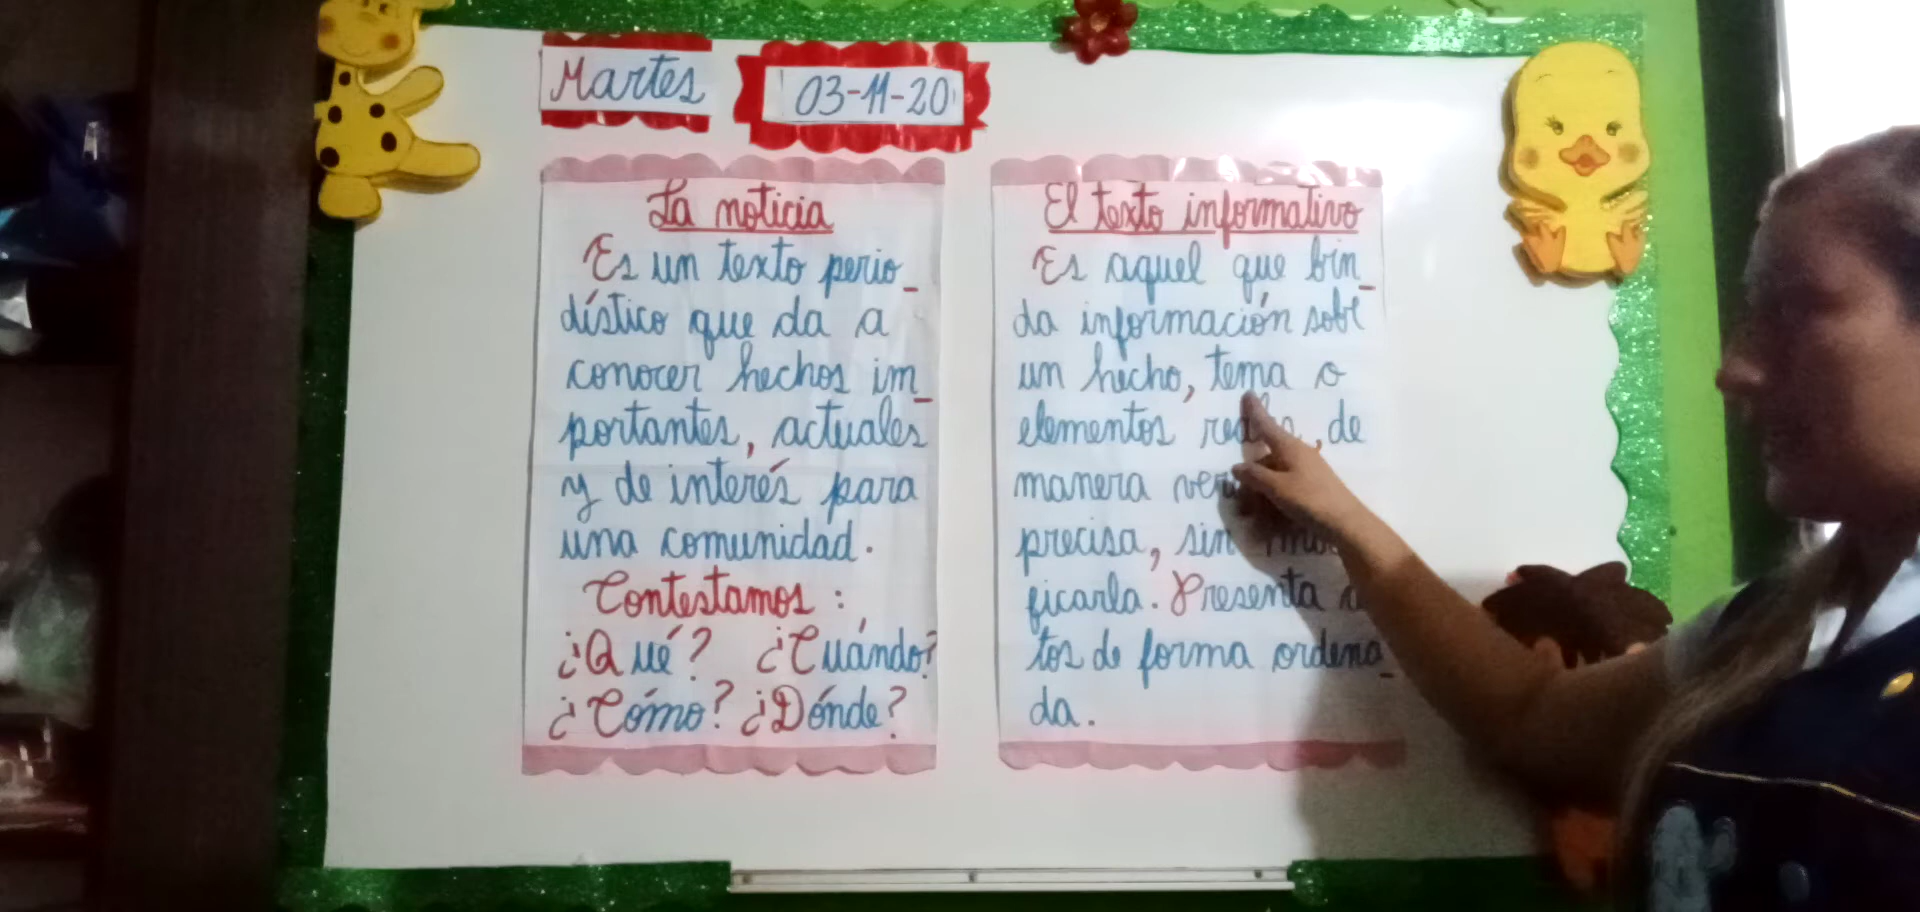 Martes
03-11-20
La noticia
Es un texto perio_
dístico que da a
conocer hechos im_
portantes, actuales
y de interés para
una comunidad.
Contestamos:
¿Qué? ¿Cuándo?
¿Cómo? ¿Dónde?
El texto informativo
Es aquel que brin_
da información sobre
un hecho, tema o
elementos , de
manera
precisa, sin
ficarla. Presenta
tos de forma ordena_
da.